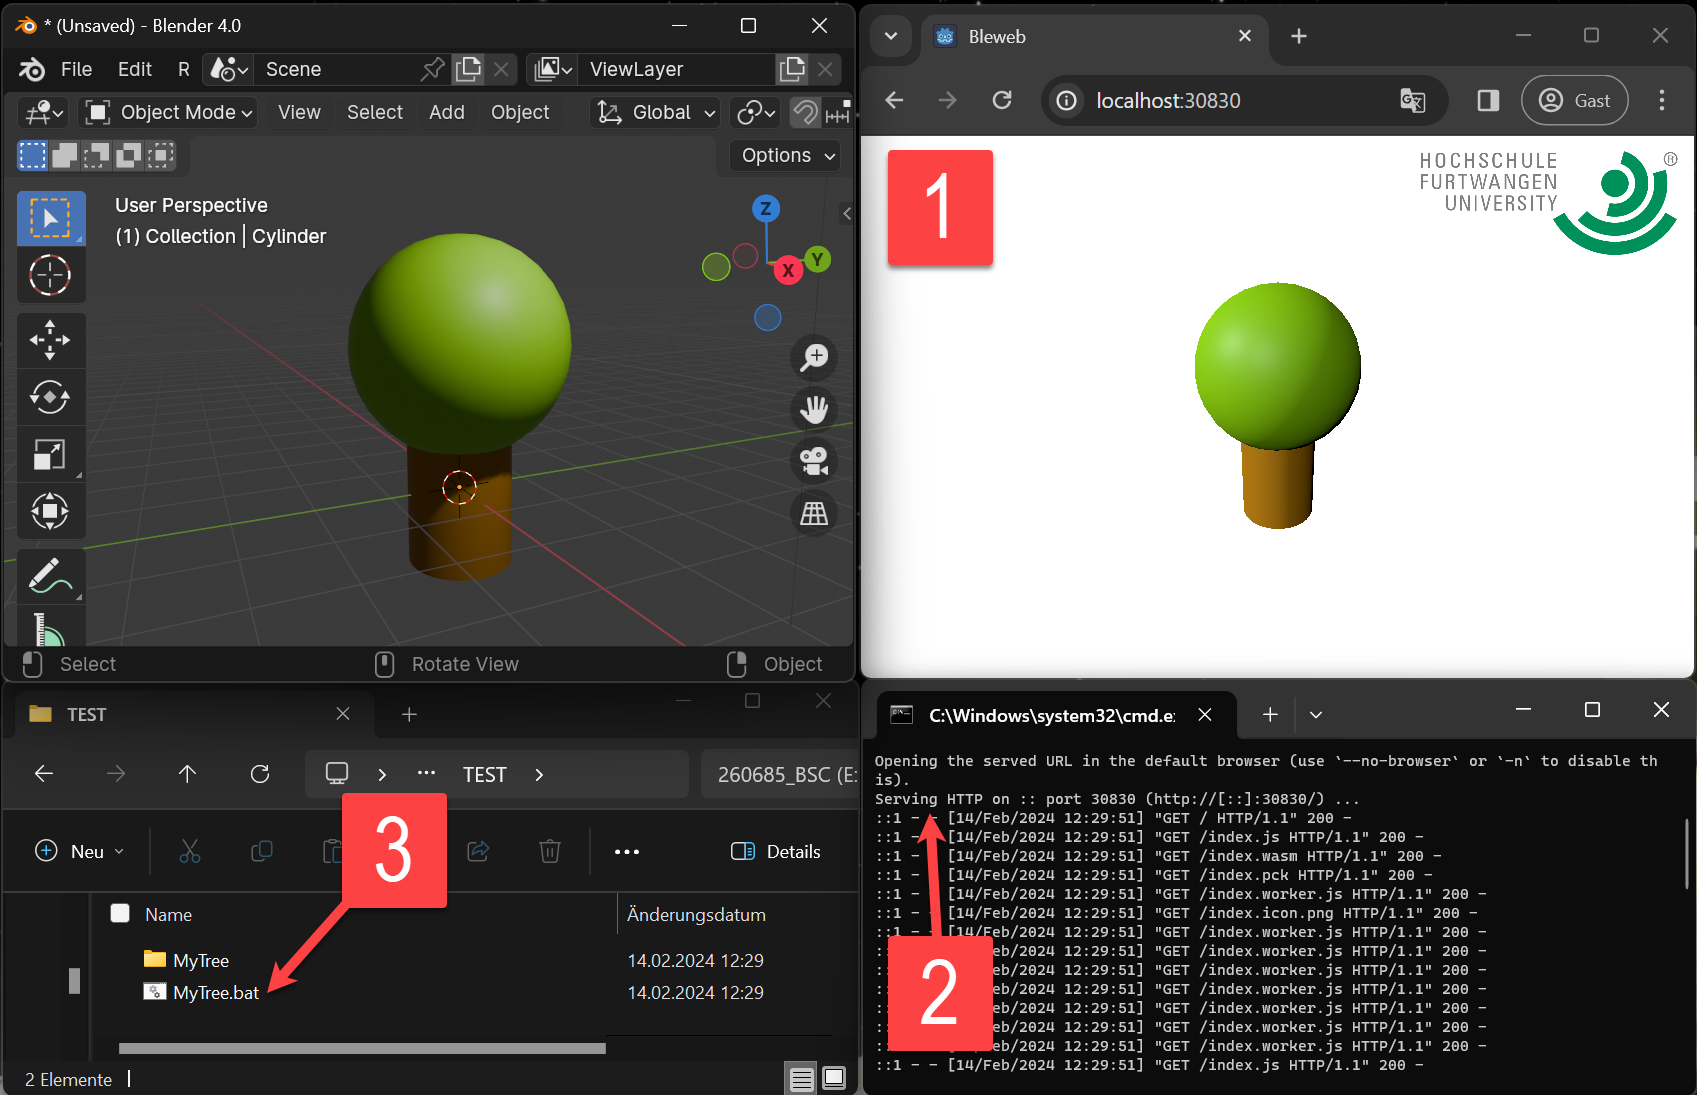 * (Unsaved) - Blender 4.0
File Edit R Scene ViewLayer
Object Mode View Select Add Object Global
Options
User Perspective
(1) Collection | Cylinder
Z
Y
X
Select Rotate View Object
Bleweb
localhost:30830
Gast
1
HOCHSCHULE
FURTWANGEN
UNIVERSITY
®
TEST
TEST 260685_BSC (E:
Neu Details
3
Name Änderungsdatum
MyTree 14.02.2024 12:29
MyTree.bat 14.02.2024 12:29
2 Elemente
C:\Windows\system32\cmd.e
Opening the served URL in the default browser (use `--no-browser` or `-n` to disable th
is).
Serving HTTP on :: port 30830 (http://[::]:30830/) ...
::1 - - [14/Feb/2024 12:29:51] "GET / HTTP/1.1" 200 -
::1 - - [14/Feb/2024 12:29:51] "GET /index.js HTTP/1.1" 200 -
::1 - - [14/Feb/2024 12:29:51] "GET /index.wasm HTTP/1.1" 200 -
::1 - - [14/Feb/2024 12:29:51] "GET /index.pck HTTP/1.1" 200 -
::1 - - [14/Feb/2024 12:29:51] "GET /index.worker.js HTTP/1.1" 200 -
::1 - - [14/Feb/2024 12:29:51] "GET /index.icon.png HTTP/1.1" 200 -
::1 - - [14/Feb/2024 12:29:51] "GET /index.worker.js HTTP/1.1" 200 -
4/Feb/2024 12:29:51] "GET /index.worker.js HTTP/1.1" 200 -
4/Feb/2024 12:29:51] "GET /index.worker.js HTTP/1.1" 200 -
4/Feb/2024 12:29:51] "GET /index.worker.js HTTP/1.1" 200 -
4/Feb/2024 12:29:51] "GET /index.worker.js HTTP/1.1" 200 -
4/Feb/2024 12:29:51] "GET /index.worker.js HTTP/1.1" 200 -
4/Feb/2024 12:29:51] "GET /index.worker.js HTTP/1.1" 200 -
::1 - - [14/Feb/2024 12:29:51] "GET /index.js HTTP/1.1" 200 -
2